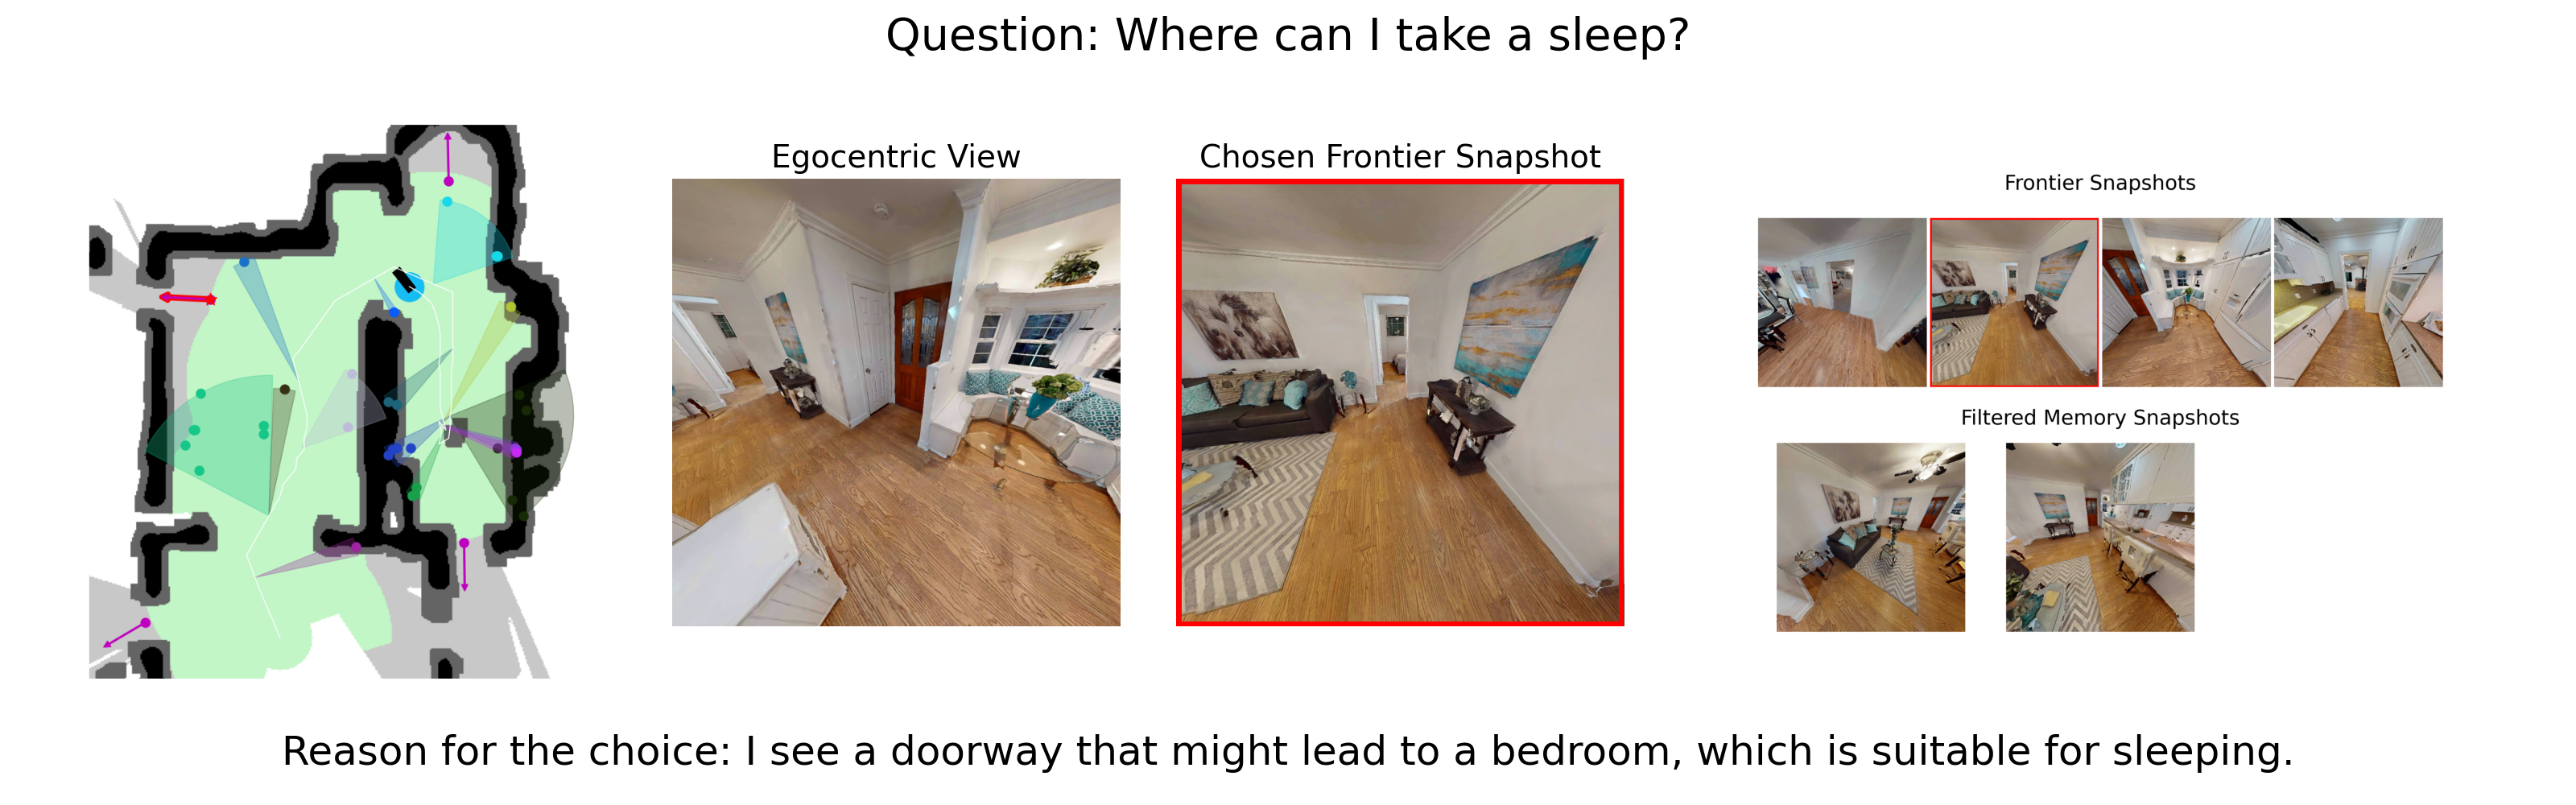 Question: Where can I take a sleep?
Egocentric View
Chosen Frontier Snapshot
Frontier Snapshots
Filtered Memory Snapshots
Reason for the choice: I see a doorway that might lead to a bedroom, which is suitable for sleeping.